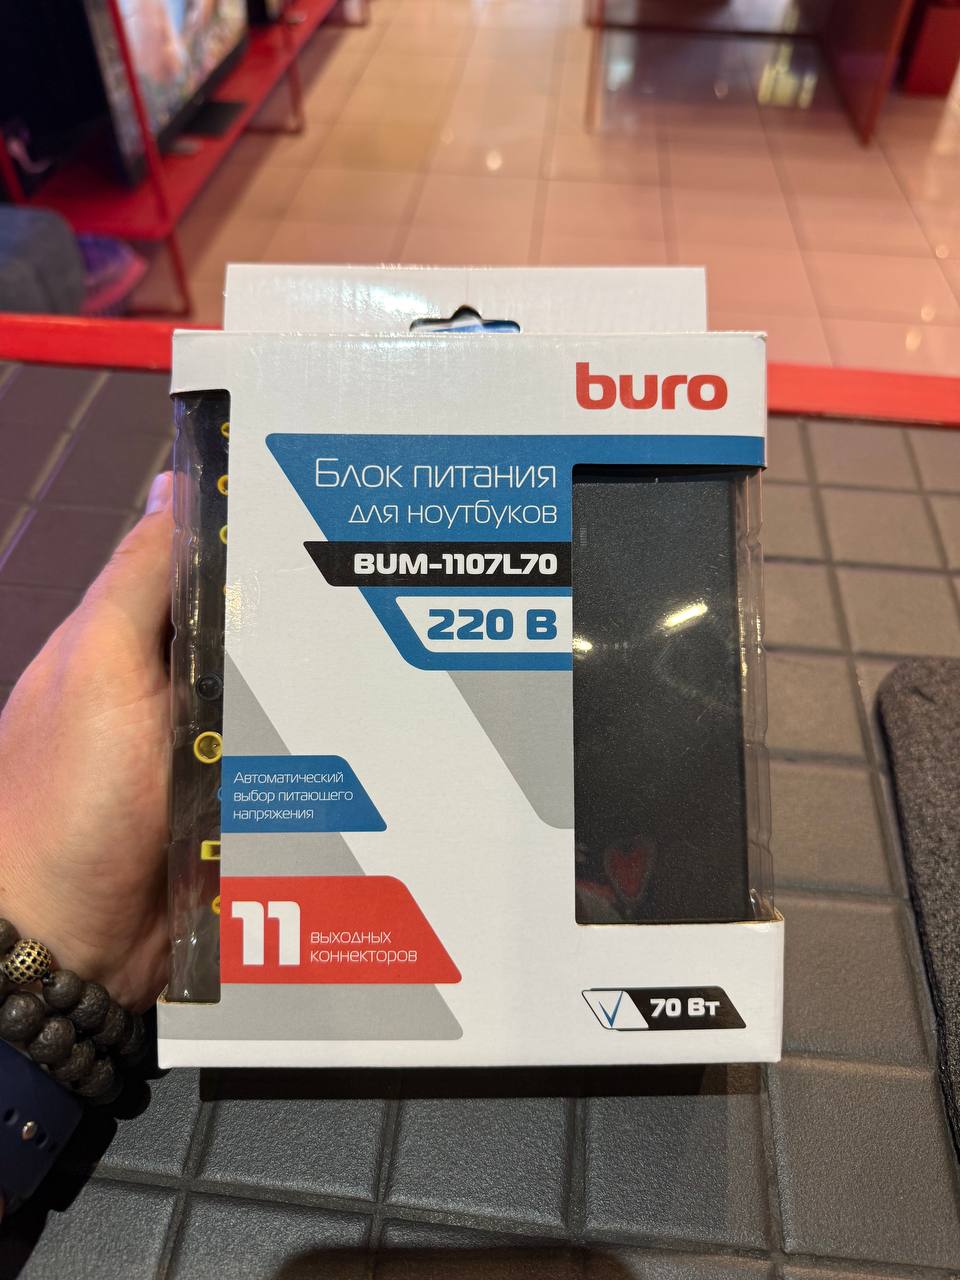 buro
Блок питания
для ноутбуков
BUM-1107L70
220 В
Автоматический
выбор питающего
напряжения
11
выходных
коннекторов
70 Вт